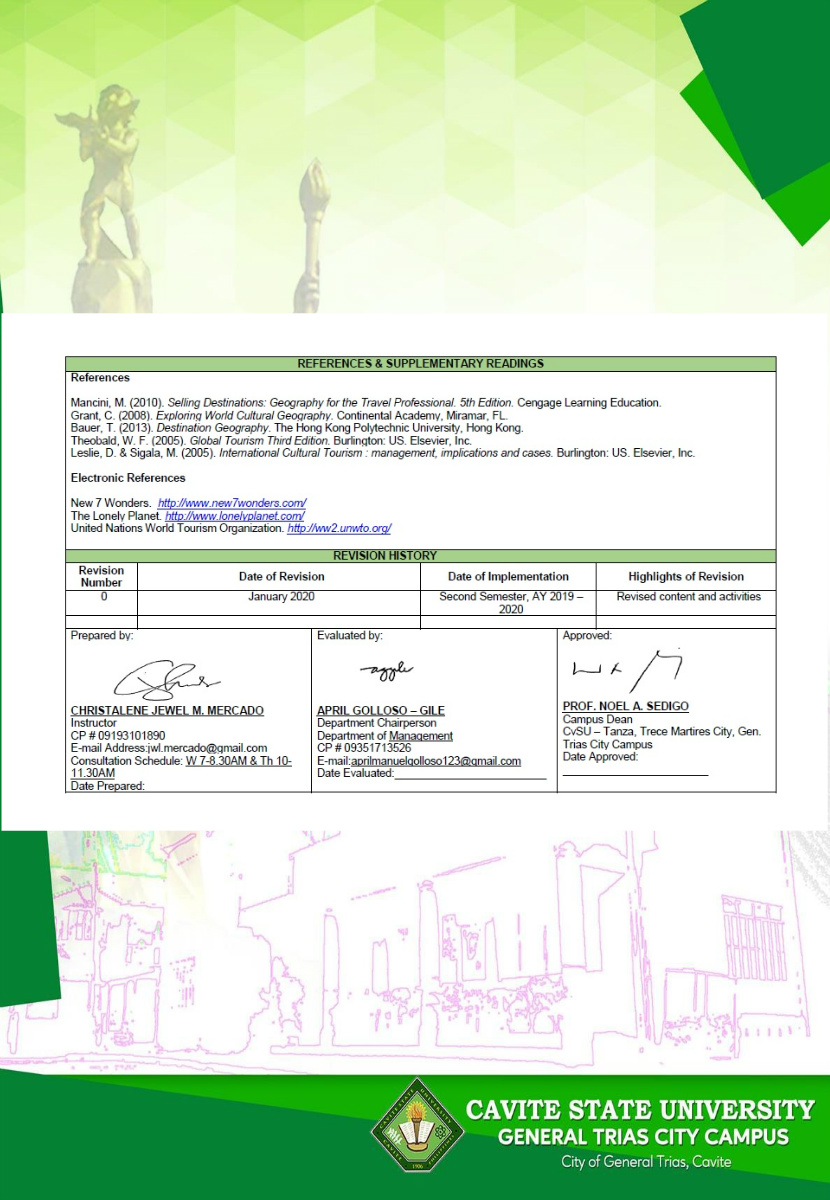 REFERENCES & SUPPLEMENTARY READINGS
References
Mancini, M. (2010). Selling Destinations: Geography for the Travel Professional. 5th Edition. Cengage Learning Education.
Grant, C. (2008). Exploring World Cultural Geography. Continental Academy, Miramar, FL.
Bauer, T. (2013). Destination Geography. The Hong Kong Polytechnic University, Hong Kong.
Theobald, W. F. (2005). Global Tourism Third Edition. Burlington: US. Elsevier, Inc.
Leslie, D. & Sigala, M. (2005). International Cultural Tourism : management, implications and cases. Burlington: US. Elsevier, Inc.
Electronic References
New 7 Wonders. http://www.new7wonders.com/
The Lonely Planet. http://www.lonelyplanet.com/
United Nations World Tourism Organization. http://ww2.unwto.org/
REVISION HISTORY
Revision Number Date of Revision Date of Implementation Highlights of Revision
0 January 2020 Second Semester, AY 2019 – 2020 Revised content and activities
Prepared by:
CHRISTALENE JEWEL M. MERCADO
Instructor
CP # 09193101890
E-mail Address:jwl.mercado@gmail.com
Consultation Schedule: W 7-8.30AM & Th 10-
11.30AM
Date Prepared:
Evaluated by:
APRIL GOLLOSO – GILE
Department Chairperson
Department of Management
CP # 09351713526
E-mail:aprilmanuelgolloso123@gmail.com
Date Evaluated:
Approved:
PROF. NOEL A. SEDIGO
Campus Dean
CvSU – Tanza, Trece Martires City, Gen.
Trias City Campus
Date Approved:
CAVITE STATE UNIVERSITY
GENERAL TRIAS CITY CAMPUS
City of General Trias, Cavite
1906